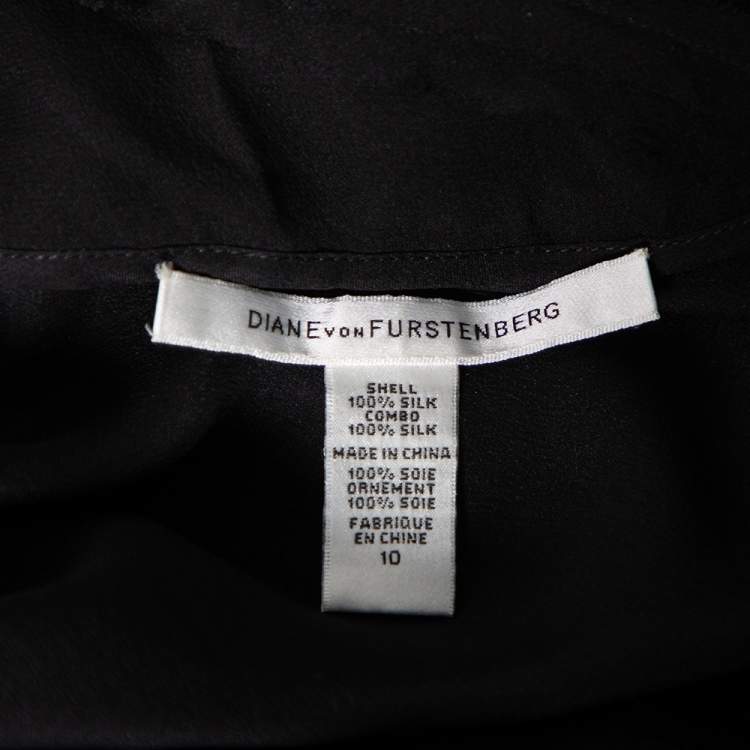 DIANE VON FURSTENBERG
SHELL
100% SILK
COMBO
100% SILK
MADE IN CHINA
100% SOIE
ORNEMENT
100% SOIE
FABRIQUE
EN CHINE
10